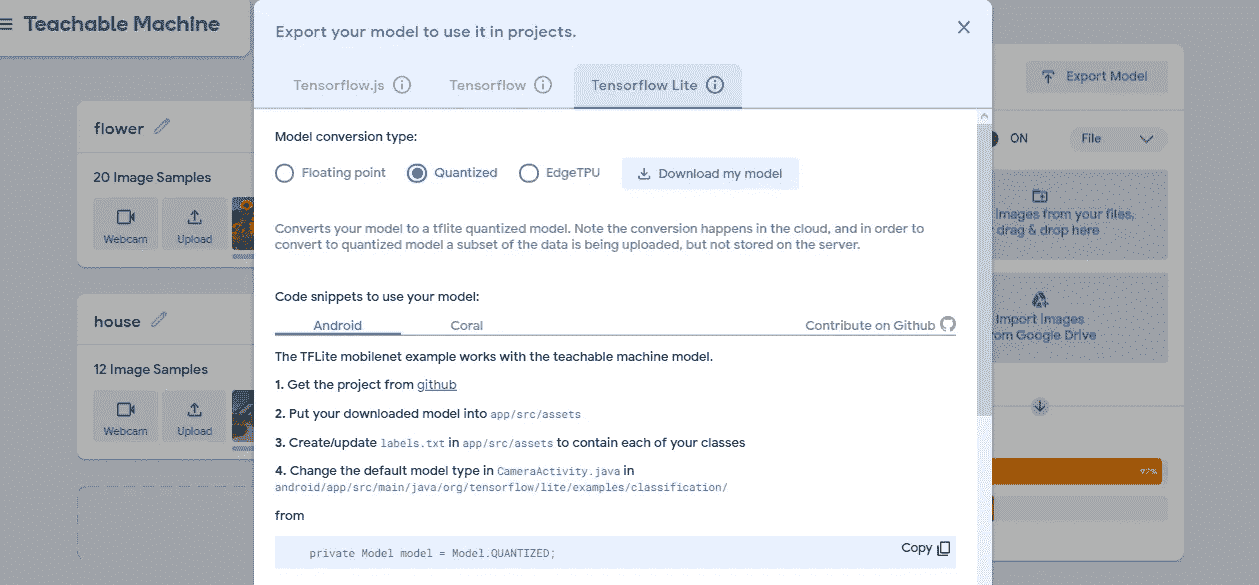 Teachable Machine
Export your model to use it in projects.
Tensorflow.js
Tensorflow
Tensorflow Lite
Export Model
Model conversion type:
Floating point
Quantized
EdgeTPU
Download my model
Converts your model to a tflite quantized model. Note the conversion happens in the cloud, and in order to
convert to quantized model a subset of the data is being uploaded, but not stored on the server.
Code snippets to use your model:
Android
Coral
Contribute on Github
The TFLite mobilenet example works with the teachable machine model.
1. Get the project from github
2. Put your downloaded model into app/src/assets
3. Create/update labels.txt in app/src/assets to contain each of your classes
4. Change the default model type in CameraActivity.java in
android/app/src/main/java/org/tensorflow/lite/examples/classification/
from
private Model model = Model.QUANTIZED;
Copy
flower
20 Image Samples
Webcam
Upload
house
12 Image Samples
Webcam
Upload
ON
File
Images from your files,
drag & drop here
Import Images
from Google Drive
97%